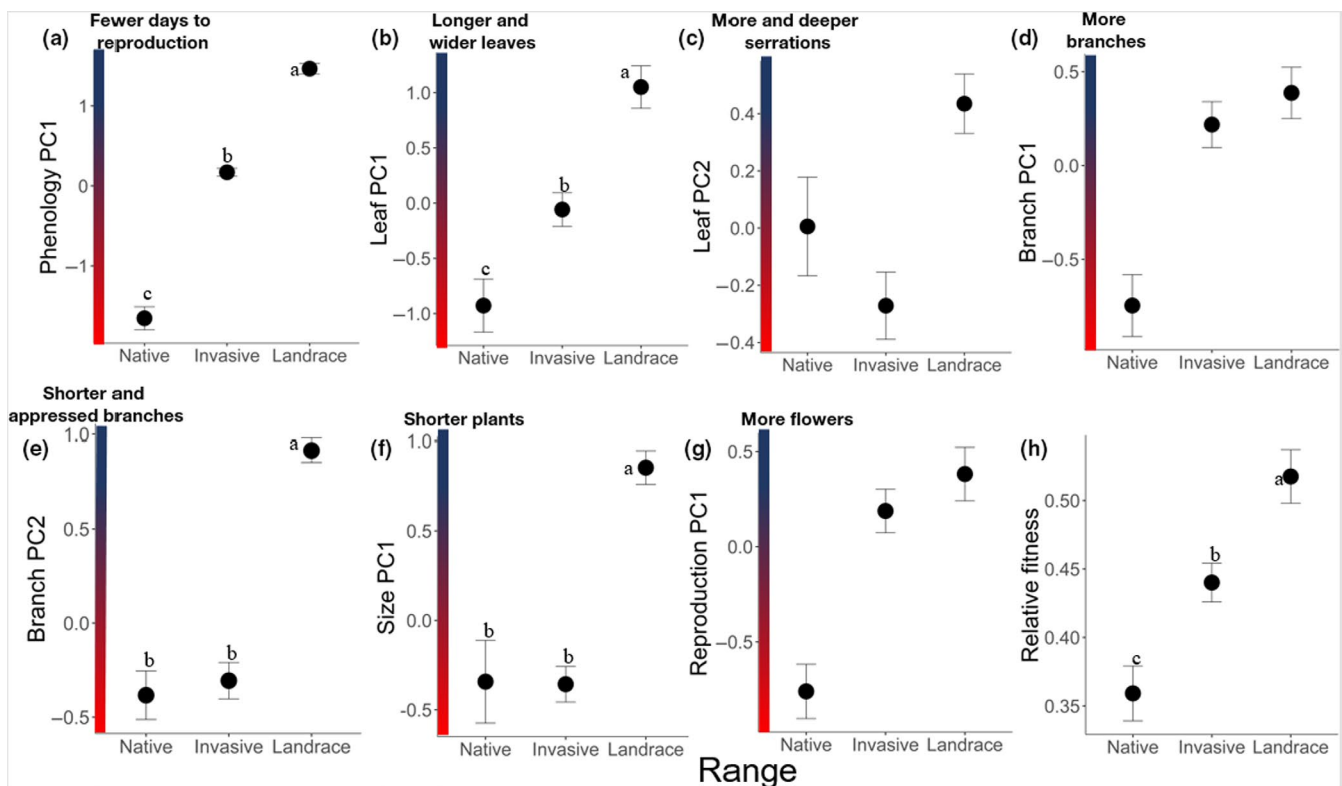 (a)
Fewer days to
reproduction
Phenology PC1
1
0
−1
c
b
a
Native Invasive Landrace
(b)
Longer and
wider leaves
Leaf PC1
1.0
0.5
0.0
−0.5
−1.0
c
b
a
Native Invasive Landrace
(c)
More and deeper
serrations
Leaf PC2
0.4
0.2
0.0
−0.2
−0.4
Native Invasive Landrace
(d)
More
branches
Branch PC1
0.5
0.0
−0.5
Native Invasive Landrace
(e)
Shorter and
appressed branches
Branch PC2
1.0
0.5
0.0
−0.5
b
b
a
Native Invasive Landrace
(f)
Shorter plants
Size PC1
1.0
0.5
0.0
-0.5
b
b
a
Native Invasive Landrace
(g)
More flowers
Reproduction PC1
0.5
0.0
−0.5
Native Invasive Landrace
(h)
Relative fitness
0.50
0.45
0.40
0.35
c
b
a
Native Invasive Landrace
Range